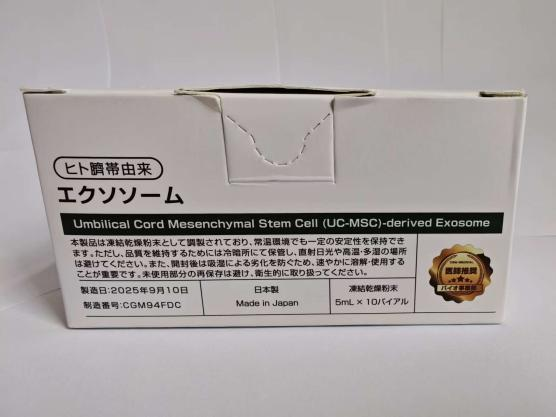 ヒト臍帯由来
エクソソーム
Umbilical Cord Mesenchymal Stem Cell (UC-MSC)-derived Exosome
本製品は凍結乾燥粉末として調製されており、常温環境でも一定の安定性を保持でき
ます。ただし、品質を維持するためには冷暗所にて保管し、直射日光や高温・多湿の場所
は避けてください。また、開封後は吸湿による劣化を防ぐため、速やかに溶解・使用する
ことが重要です。未使用部分の再保存は避け、衛生的に取り扱ってください。
製造日:2025年9月10日
製造番号:CGM94FDC
日本製
Made in Japan
凍結乾燥粉末
5mL × 10バイアル
医師推奨